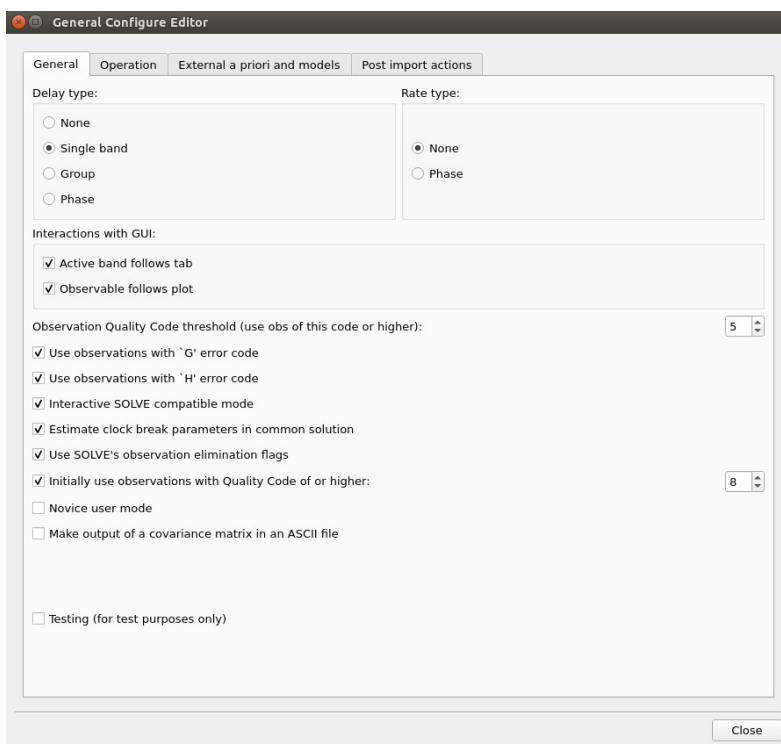 General Configure Editor
General Operation External a priori and models Post import actions
Delay type: Rate type:
None
Single band None
Group Phase
Phase
Interactions with GUI:
Active band follows tab
Observable follows plot
Observation Quality Code threshold (use obs of this code or higher): 5
Use observations with `G' error code
Use observations with `H' error code
Interactive SOLVE compatible mode
Estimate clock break parameters in common solution
Use SOLVE's observation elimination flags
Initially use observations with Quality Code of or higher: 8
Novice user mode
Make output of a covariance matrix in an ASCII file
Testing (for test purposes only)
Close